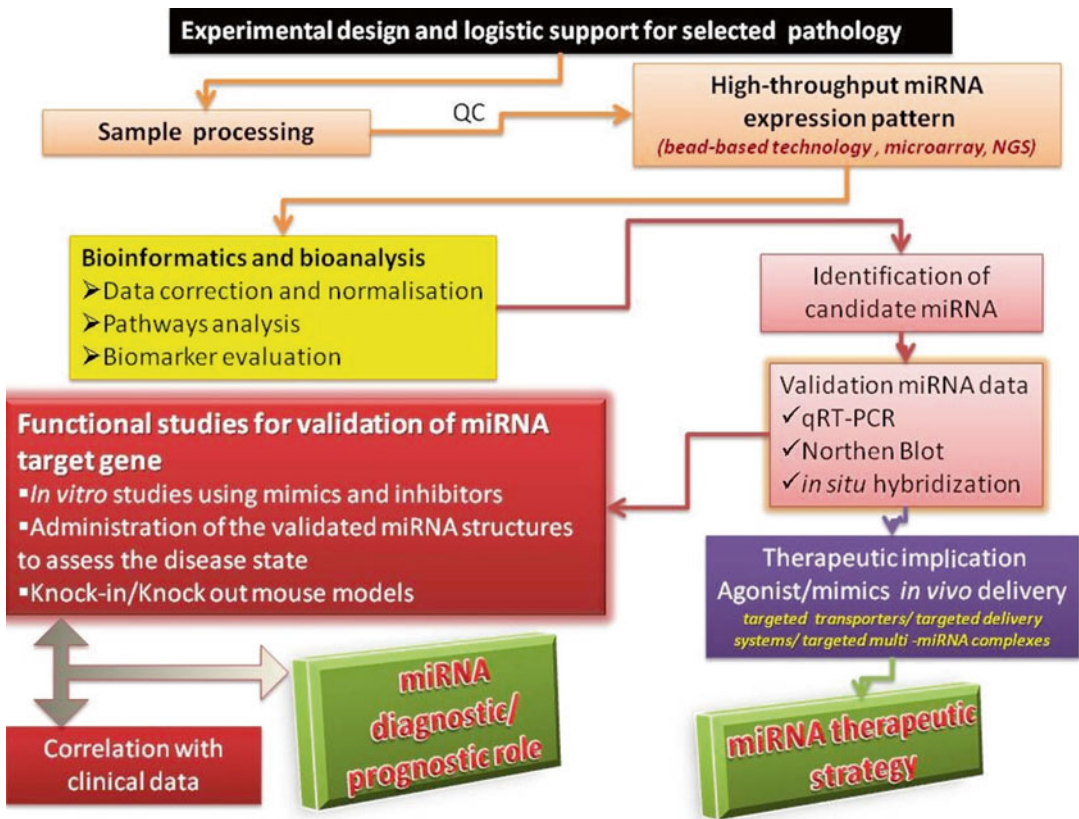 Experimental design and logistic support for selected pathology
Sample processing
QC
High-throughput miRNA
expression pattern
(bead-based technology , microarray, NGS)
Bioinformatics and bioanalysis
➢Data correction and normalisation
➢Pathways analysis
➢Biomarker evaluation
Identification of
candidate miRNA
Validation miRNA data
✓qRT-PCR
✓Northen Blot
✓in situ hybridization
Functional studies for validation of miRNA
target gene
▪In vitro studies using mimics and inhibitors
▪Administration of the validated miRNA structures
to assess the disease state
▪Knock-in/Knock out mouse models
Therapeutic implication
Agonist/mimics in vivo delivery
targeted transporters/ targeted delivery
systems/ targeted multi -miRNA complexes
miRNA
diagnostic/
prognostic role
miRNA therapeutic
strategy
Correlation with
clinical data